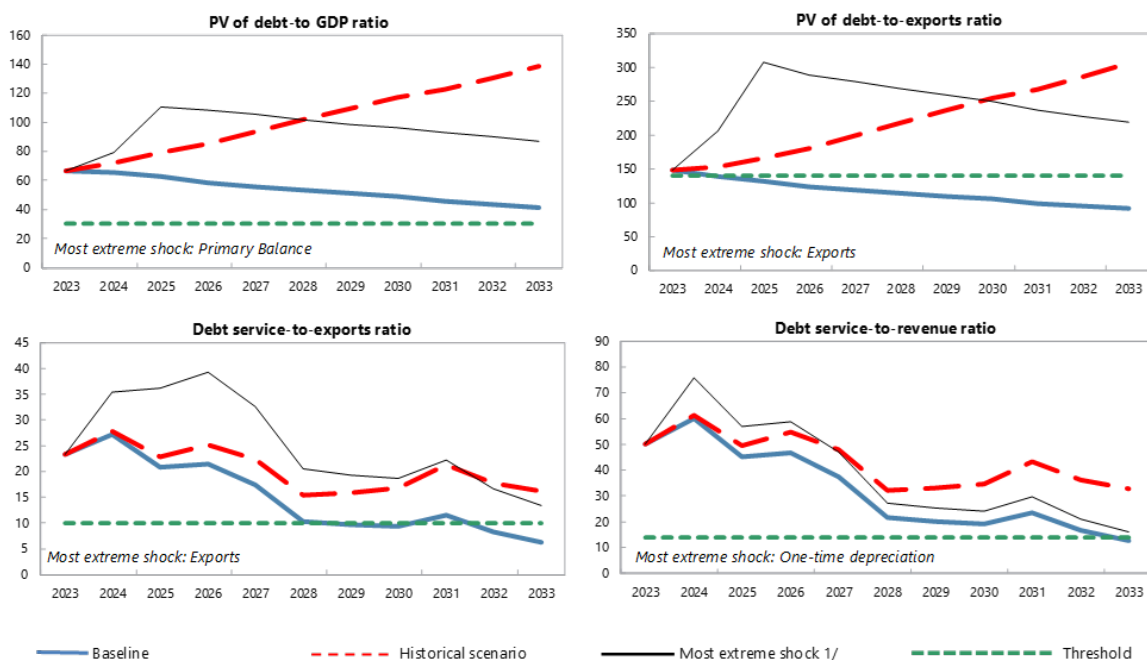 PV of debt-to GDP ratio
160
140
120
100
80
60
40
20
0
Most extreme shock: Primary Balance
2023 2024 2025 2026 2027 2028 2029 2030 2031 2032 2033
PV of debt-to-exports ratio
350
300
250
200
150
100
50
0
Most extreme shock: Exports
2023 2024 2025 2026 2027 2028 2029 2030 2031 2032 2033
Debt service-to-exports ratio
45
40
35
30
25
20
15
10
5
0
Most extreme shock: Exports
2023 2024 2025 2026 2027 2028 2029 2030 2031 2032 2033
Debt service-to-revenue ratio
90
80
70
60
50
40
30
20
10
0
Most extreme shock: One-time depreciation
2023 2024 2025 2026 2027 2028 2029 2030 2031 2032 2033
Baseline Historical scenario Most extreme shock 1/ Threshold